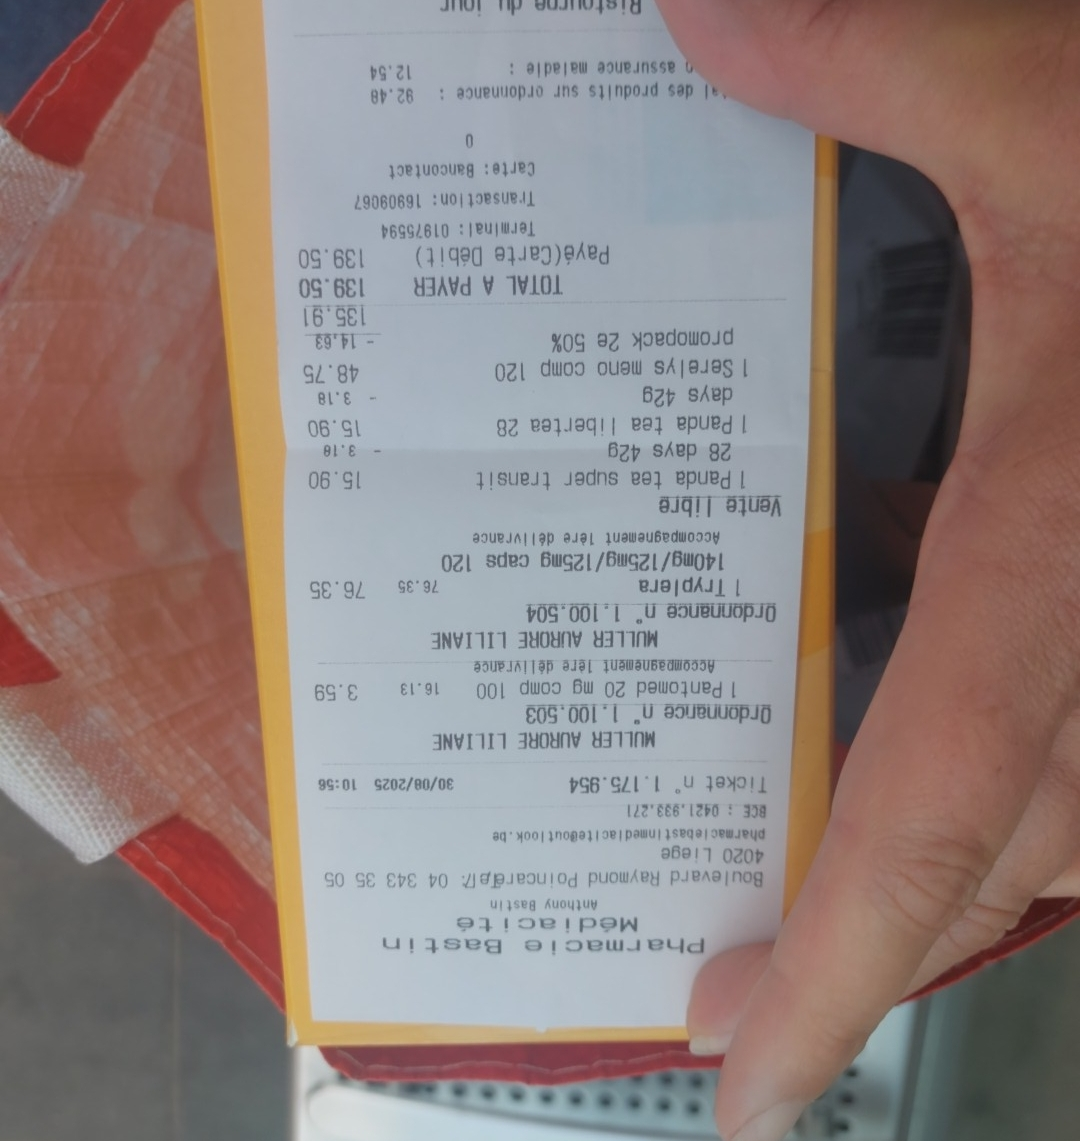 Pharmacie Bastin
Médiacité
Anthony Bastin
Boulevard Raymond Poincaré 04 343 35 05
4020 Liege
pharmaciebastinmediacite@outlook.be
BCE : 0421.933.271
Ticket n° 1.175.954 30/08/2025 10:56
MULLER AURORE LILIANE
Ordonnance n° 1.100.503
1 Pantomed 20 mg comp 100 16.13 3.59
Accompagnement 1ère délivrance
MULLER AURORE LILIANE
Ordonnance n° 1.100.504
1 Tryplera 76.35 76.35
140mg/125mg/125mg caps 120
Accompagnement 1ère délivrance
Vente libre
1 Panda tea super transit 15.90
28 days 42g - 3.18
1 Panda tea libertea 28 15.90
days 42g - 3.18
1 Serelys meno comp 120 48.75
promopack 2e 50% - 14.63
135.91
TOTAL A PAYER 139.50
Payé(Carte Débit) 139.50
Terminal: 01975594
Transaction: 16909067
Carte: Bancontact
0
des produits sur ordonnance : 92.48
assurance maladie : 12.54
Ristourne du jour